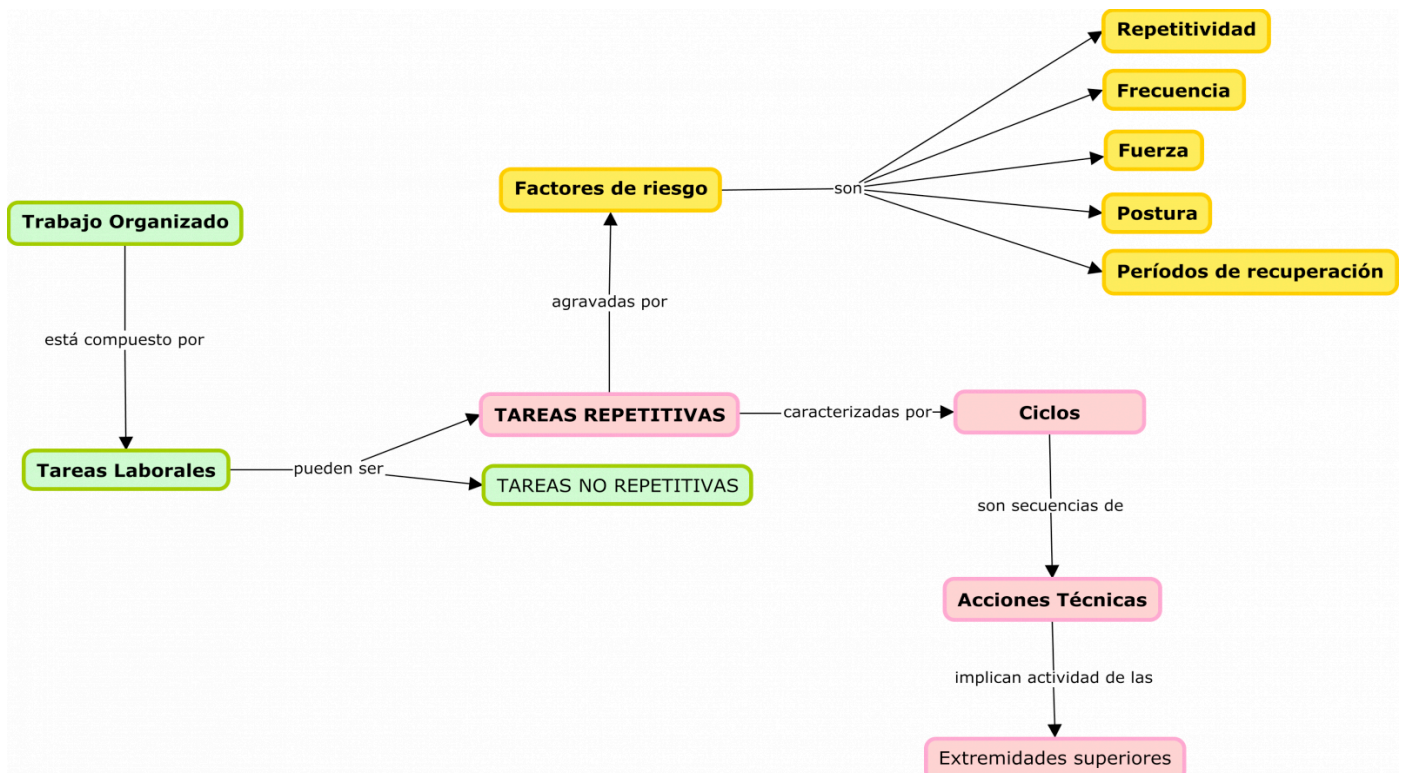 Repetitividad
Frecuencia
Fuerza
Factores de riesgo
son
Postura
Trabajo Organizado
Períodos de recuperación
agravadas por
está compuesto por
TAREAS REPETITIVAS
caracterizadas por
Ciclos
Tareas Laborales
pueden ser
TAREAS NO REPETITIVAS
son secuencias de
Acciones Técnicas
implican actividad de las
Extremidades superiores